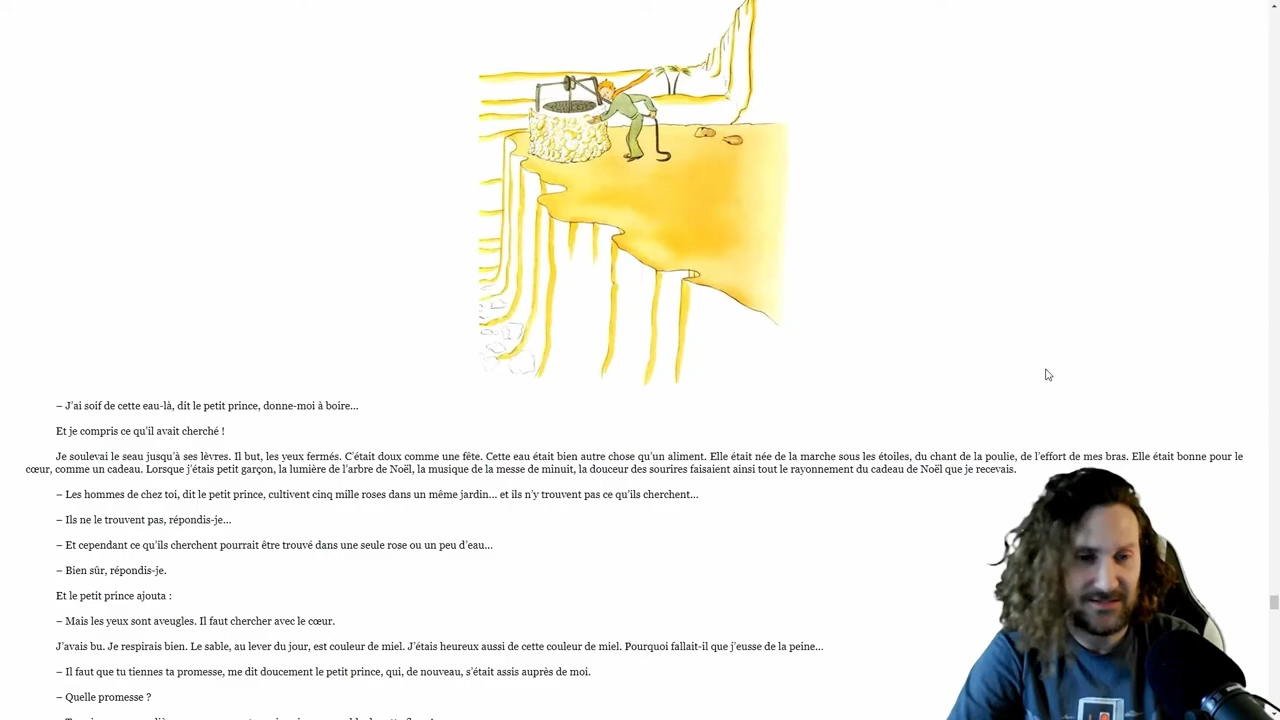 – J’ai soif de cette eau-là, dit le petit prince, donne-moi à boire…
Et je compris ce qu’il avait cherché !
Je soulevai le seau jusqu’à ses lèvres. Il but, les yeux fermés. C’était doux comme une fête. Cette eau était bien autre chose qu’un aliment. Elle était née de la marche sous les étoiles, du chant de la poulie, de l’effort de mes bras. Elle était bonne pour le
cœur, comme un cadeau. Lorsque j’étais petit garçon, la lumière de l’arbre de Noël, la musique de la messe de minuit, la douceur des sourires faisaient ainsi tout le rayonnement du cadeau de Noël que je recevais.
– Les hommes de chez toi, dit le petit prince, cultivent cinq mille roses dans un même jardin… et ils n’y trouvent pas ce qu’ils cherchent…
– Ils ne le trouvent pas, répondis-je…
– Et cependant ce qu’ils cherchent pourrait être trouvé dans une seule rose ou un peu d’eau…
– Bien sûr, répondis-je.
Et le petit prince ajouta :
– Mais les yeux sont aveugles. Il faut chercher avec le cœur.
J’avais bu. Je respirais bien. Le sable, au lever du jour, est couleur de miel. J’étais heureux aussi de cette couleur de miel. Pourquoi fallait-il que j’eusse de la peine…
– Il faut que tu tiennes ta promesse, me dit doucement le petit prince, qui, de nouveau, s’était assis auprès de moi.
– Quelle promesse ?